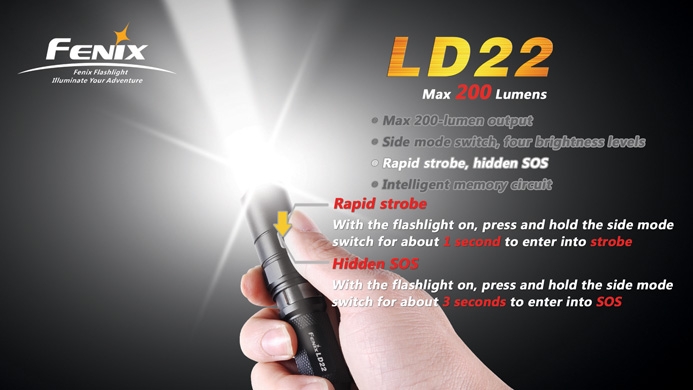 FENIX
Fenix Flashlight
Illuminate Your Adventure
LD22
Max 200 Lumens
• Max 200-lumen output
• Side mode switch, four brightness levels
• Rapid strobe, hidden SOS
• Intelligent memory circuit
Rapid strobe
With the flashlight on, press and hold the side mode
switch for about 1 second to enter into strobe
Hidden SOS
With the flashlight on, press and hold the side mode
switch for about 3 seconds to enter into SOS
Fenix LD22